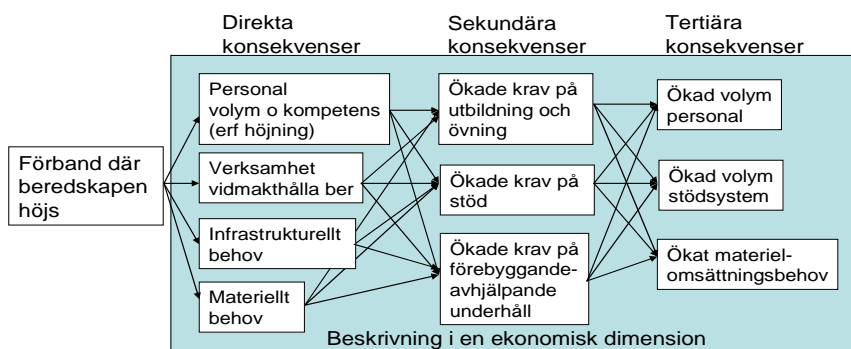 Direkta
konsekvenser
Sekundära
konsekvenser
Tertiära
konsekvenser
Förband där
beredskapen
höjs
Personal
volym o kompetens
(erf höjning)
Verksamhet
vidmakthålla ber
Infrastrukturellt
behov
Materiellt
behov
Ökade krav på
utbildning och
övning
Ökade krav på
stöd
Ökade krav på
förebyggande-
avhjälpande
underhåll
Ökad volym
personal
Ökad volym
stödsystem
Ökat materiel-
omsättningsbehov
Beskrivning i en ekonomisk dimension